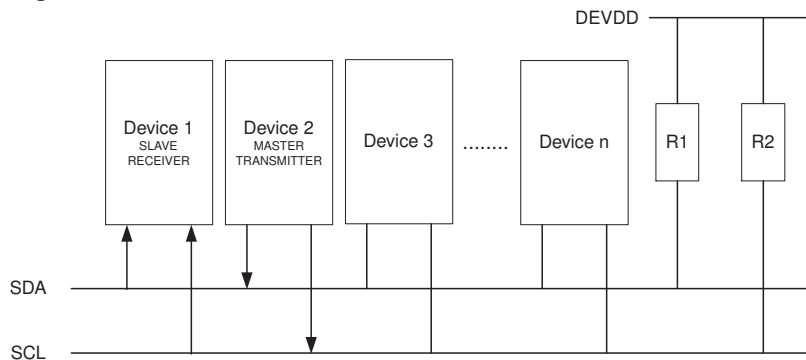 DEVDD
Device 1
SLAVE
RECEIVER
Device 2
MASTER
TRANSMITTER
Device 3
........
Device n
R1
R2
SDA
SCL